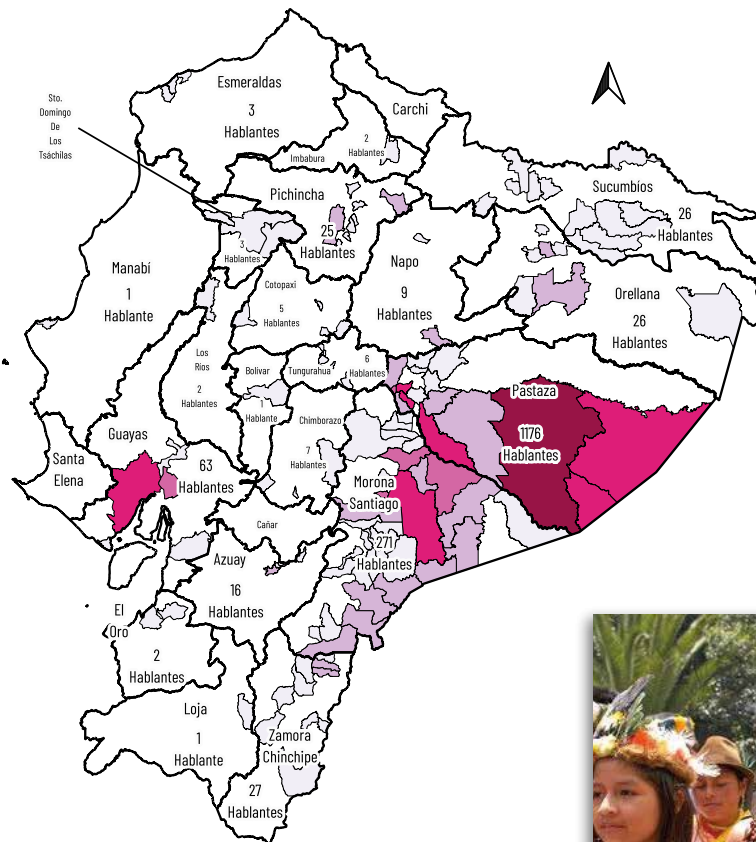 Esmeraldas
3
Hablantes
Carchi
Sto.
Domingo
De
Los
Tsáchilas
2
Hablantes
Imbabura
Pichincha
25
Hablantes
Sucumbíos
26
Hablantes
3
Hablantes
Manabí
1
Hablante
Napo
9
Hablantes
Cotopaxi
5
Hablantes
Orellana
26
Hablantes
Los
Ríos
2
Hablantes
Bolívar
1
Hablante
Tungurahua
6
Hablantes
Pastaza
1176
Hablantes
Chimborazo
7
Hablantes
Guayas
63
Hablantes
Santa
Elena
Morona
Santiago
271
Hablantes
Cañar
Azuay
16
Hablantes
El
Oro
2
Hablantes
Loja
1
Hablante
Zamora
Chinchipe
27
Hablantes